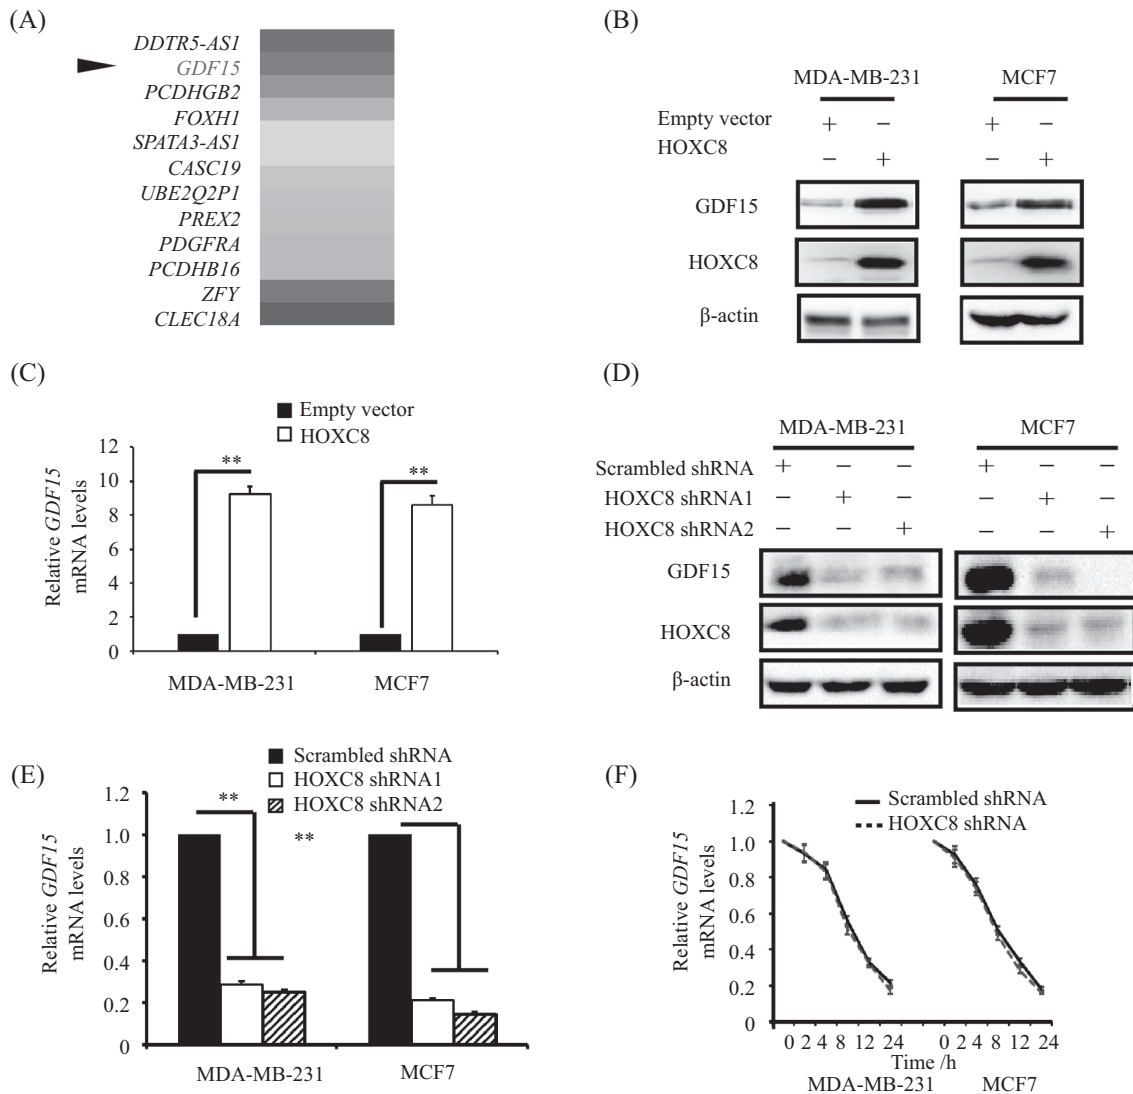 (A)
DDTR5-AS1
GDF15
PCDHGB2
FOXH1
SPATA3-AS1
CASC19
UBE2Q2P1
PREX2
PDGFRA
PCDHB16
ZFY
CLEC18A
(B)
MDA-MB-231 MCF7
Empty vector + − + −
HOXC8 − + − +
GDF15
HOXC8
β-actin
(C)
Empty vector
HOXC8
Relative GDF15
mRNA levels
12
10
8
6
4
2
0
** **
MDA-MB-231 MCF7
(D)
MDA-MB-231 MCF7
Scrambled shRNA + − − + − −
HOXC8 shRNA1 − + − − + −
HOXC8 shRNA2 − − + − − +
GDF15
HOXC8
β-actin
(E)
Scrambled shRNA
HOXC8 shRNA1
HOXC8 shRNA2
Relative GDF15
mRNA levels
1.2
1.0
0.8
0.6
0.4
0.2
0
** **
MDA-MB-231 MCF7
(F)
Scrambled shRNA
HOXC8 shRNA
Relative GDF15
mRNA levels
1.2
1.0
0.8
0.6
0.4
0.2
0
0 2 4 8 12 24 0 2 4 8 12 24
Time /h
MDA-MB-231 MCF7